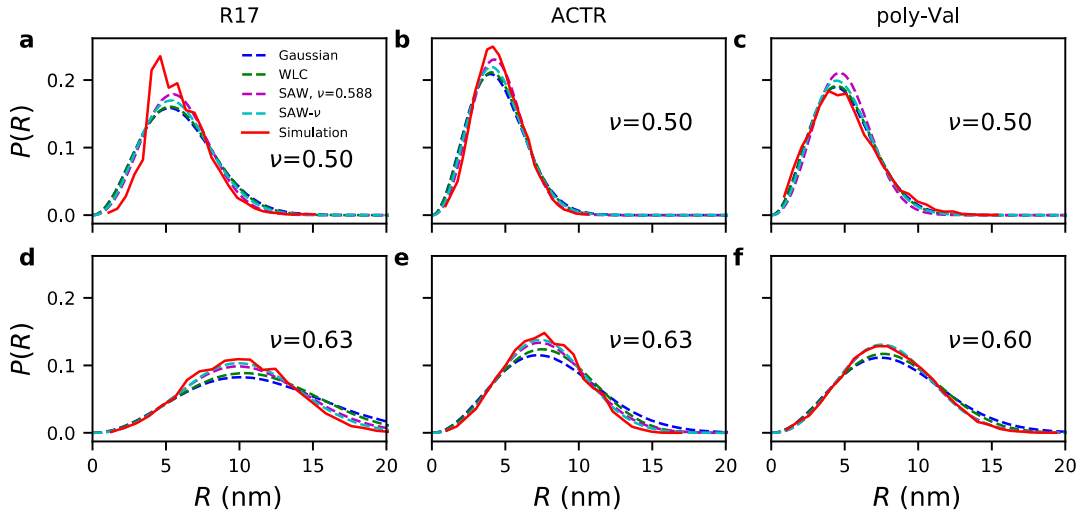 R17 ACTR poly-Val
a b c
Gaussian
WLC
SAW, ν=0.588
SAW-ν
Simulation
P(R)
0.2
0.1
0.0
ν=0.50 ν=0.50 ν=0.50
d e f
P(R)
0.2
0.1
0.0
ν=0.63 ν=0.63 ν=0.60
0 5 10 15 20 0 5 10 15 20 0 5 10 15 20
R (nm) R (nm) R (nm)